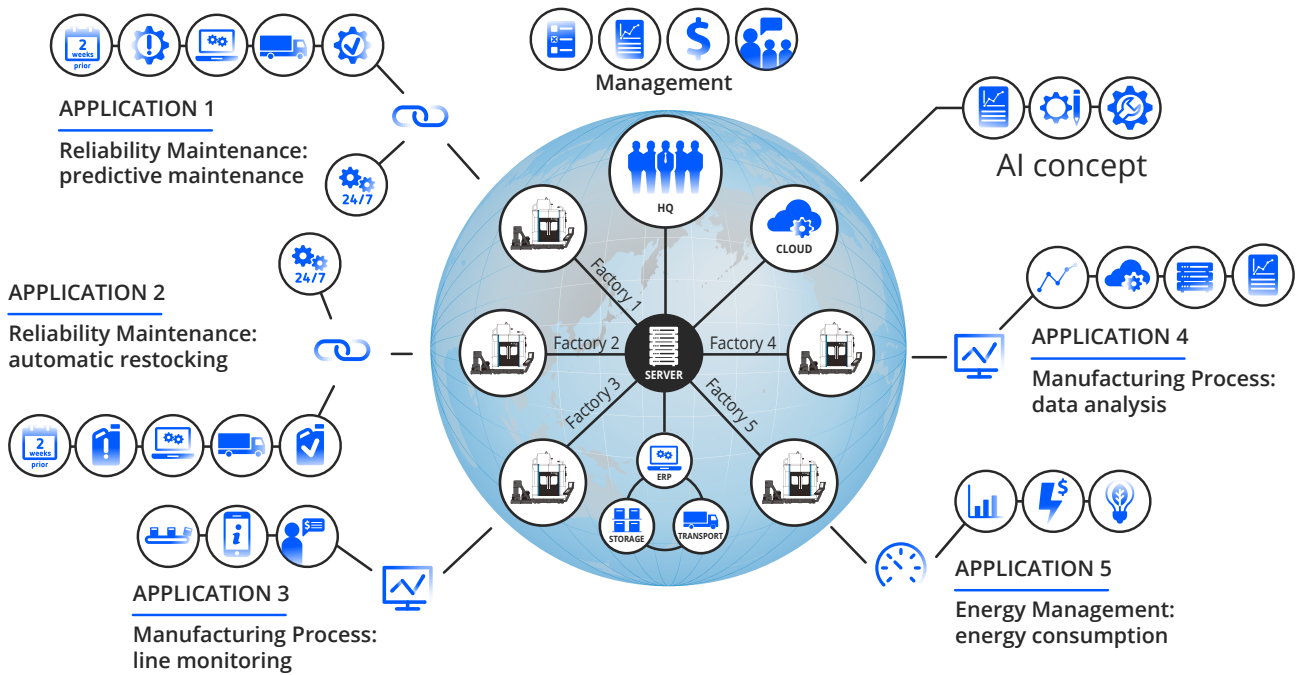 2
weeks
prior
APPLICATION 1
Reliability Maintenance:
predictive maintenance
24/7
24/7
APPLICATION 2
Reliability Maintenance:
automatic restocking
2
weeks
prior
APPLICATION 3
Manufacturing Process:
line monitoring
$
Management
HQ
CLOUD
Factory 1
Factory 2
Factory 3
SERVER
Factory 4
Factory 5
ERP
STORAGE
TRANSPORT
AI concept
APPLICATION 4
Manufacturing Process:
data analysis
$
APPLICATION 5
Energy Management:
energy consumption
i
$